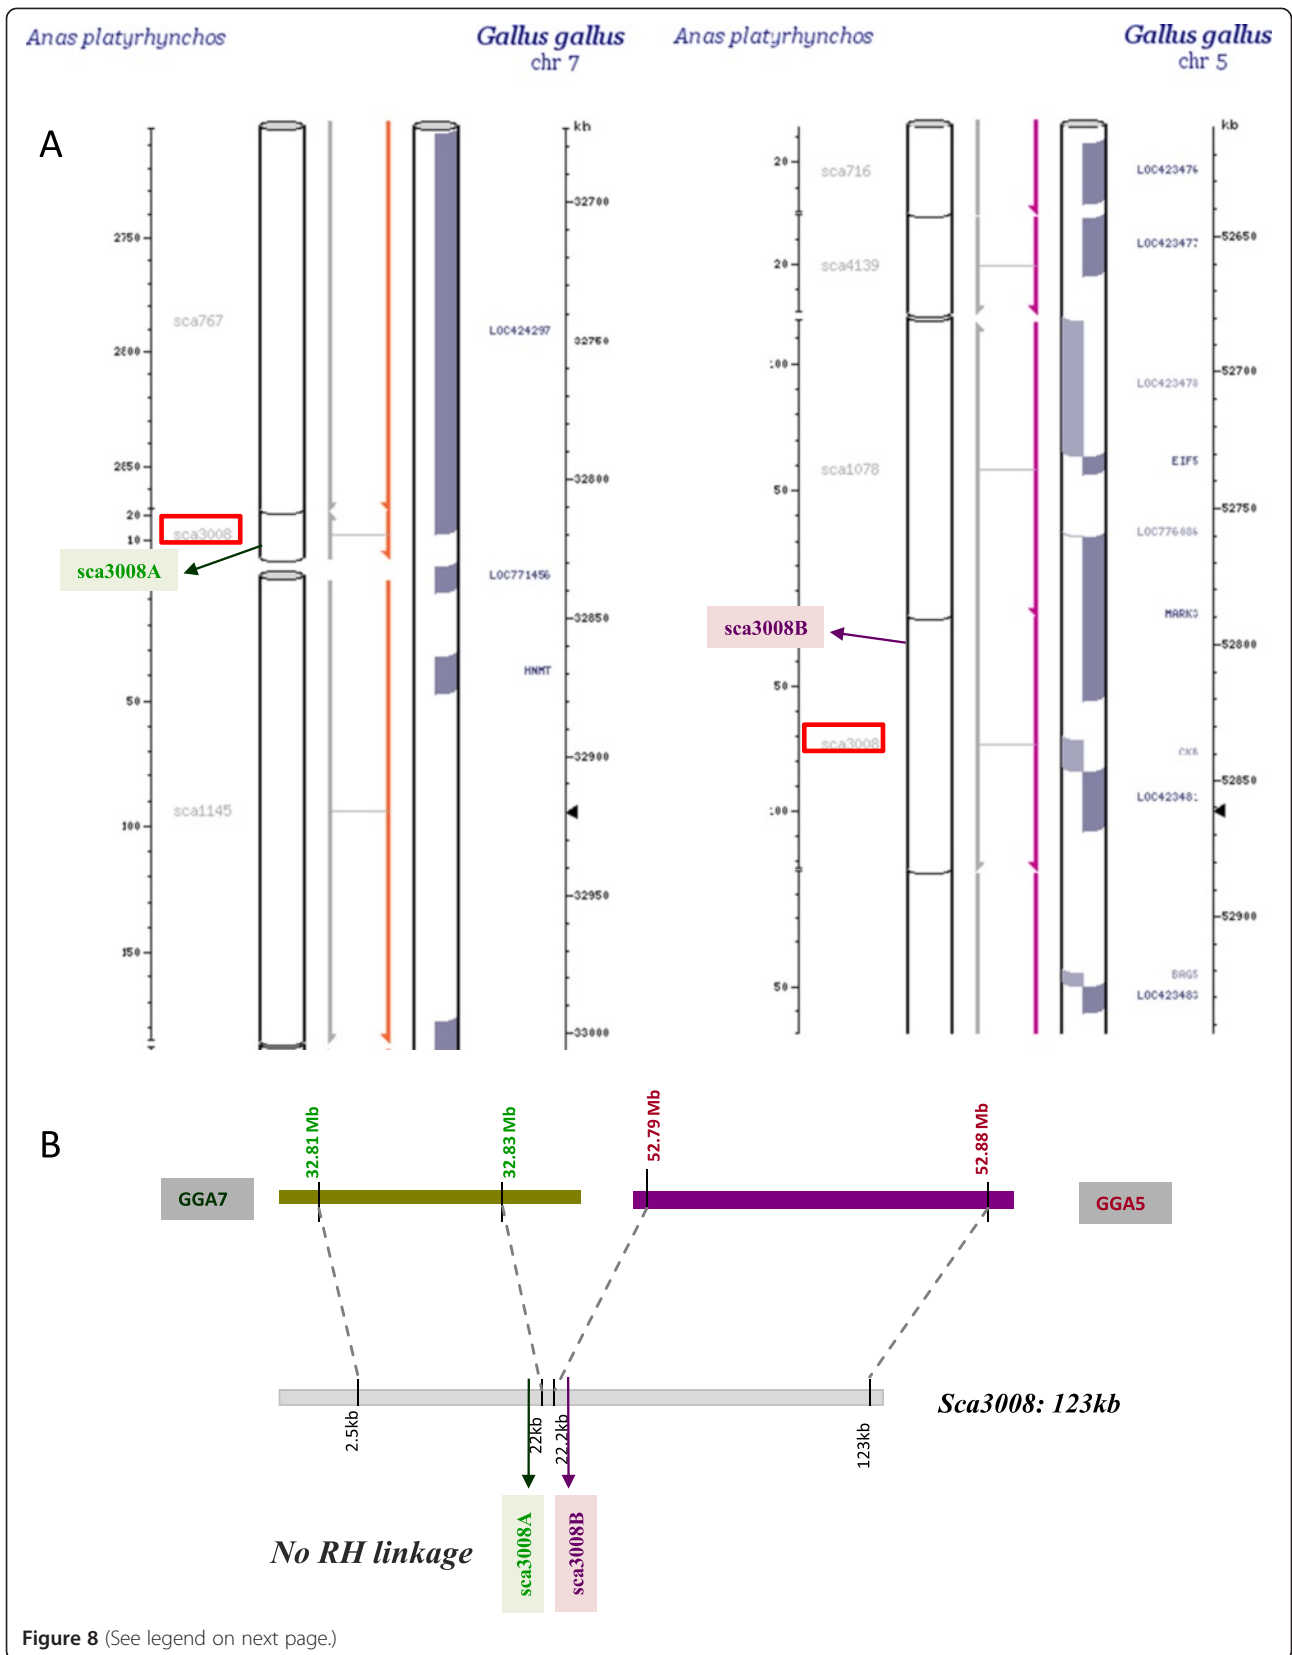 Anas platyrhynchos
Gallus gallus
chr 7
Anas platyrhynchos
Gallus gallus
chr 5
A
kb
2750
2800
2850
20
10
50
100
150
sca767
sca3008
sca3008A
sca1145
LOC424297
LOC771456
HNMT
32700
32750
32800
32850
32900
32950
33000
kb
20
20
100
50
50
100
50
sca716
sca4139
sca1078
sca3008B
sca3008
LOC423476
LOC423477
LOC423478
EIF5
LOC776086
MARK3
CKB
LOC423481
BAG5
LOC423483
52650
52700
52750
52800
52850
52900
B
32.81 Mb
32.83 Mb
52.79 Mb
52.88 Mb
GGA7
GGA5
2.5kb
22kb
22.2kb
123kb
Sca3008: 123kb
sca3008A
sca3008B
No RH linkage
Figure 8 (See legend on next page.)